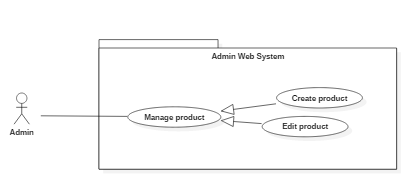 Admin Web System
Create product
Manage product
Edit product
Admin